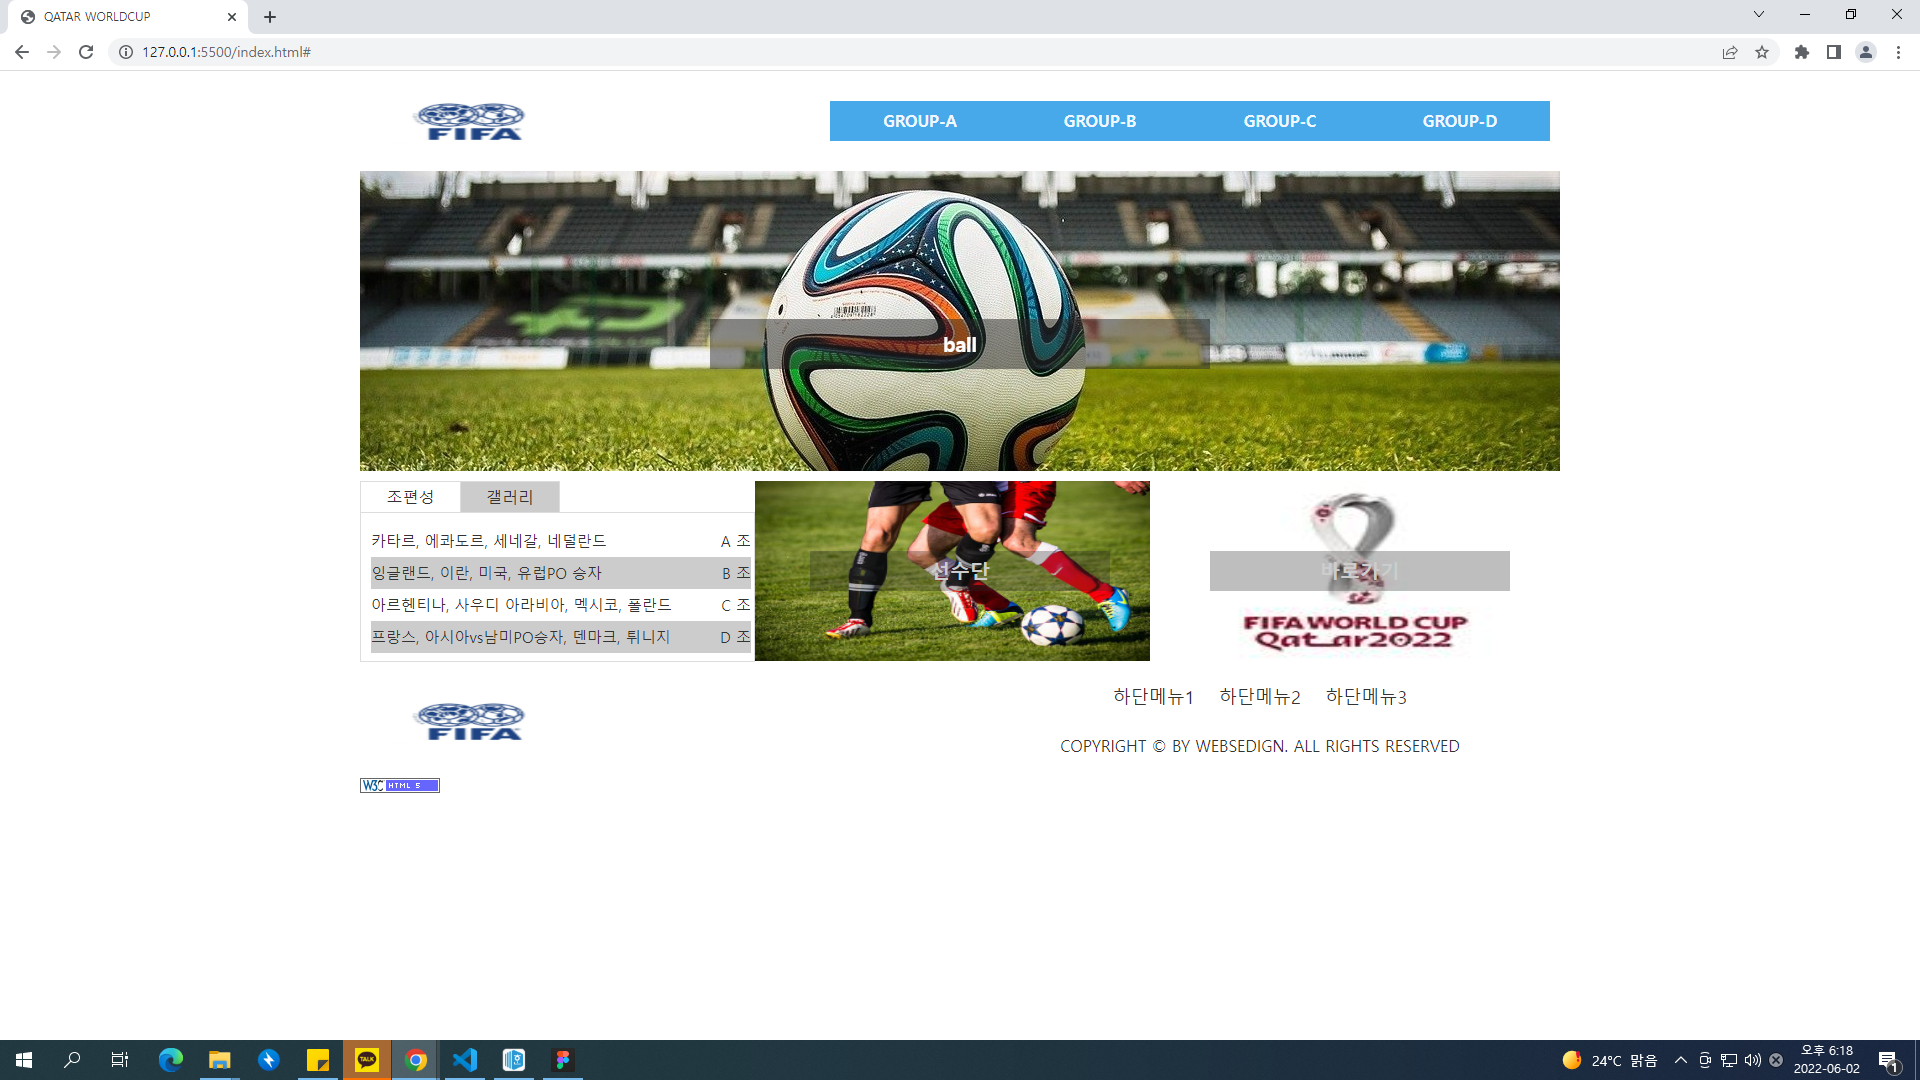 QATAR WORLDCUP
127.0.0.1:5500/index.html#
FIFA
GROUP-A GROUP-B GROUP-C GROUP-D
ball
조편성 갤러리
카타르, 에콰도르, 세네갈, 네덜란드 A 조
잉글랜드, 이란, 미국, 유럽PO 승자 B 조
아르헨티나, 사우디 아라비아, 멕시코, 폴란드 C 조
프랑스, 아시아vs남미PO승자, 덴마크, 튀니지 D 조
선수단
바로가기
FIFA WORLD CUP
Qatar2022
FIFA
하단메뉴1 하단메뉴2 하단메뉴3
COPYRIGHT © BY WEBSEDIGN. ALL RIGHTS RESERVED
W3C HTML 5
TALK
24°C 맑음
오후 6:18
2022-06-02
1